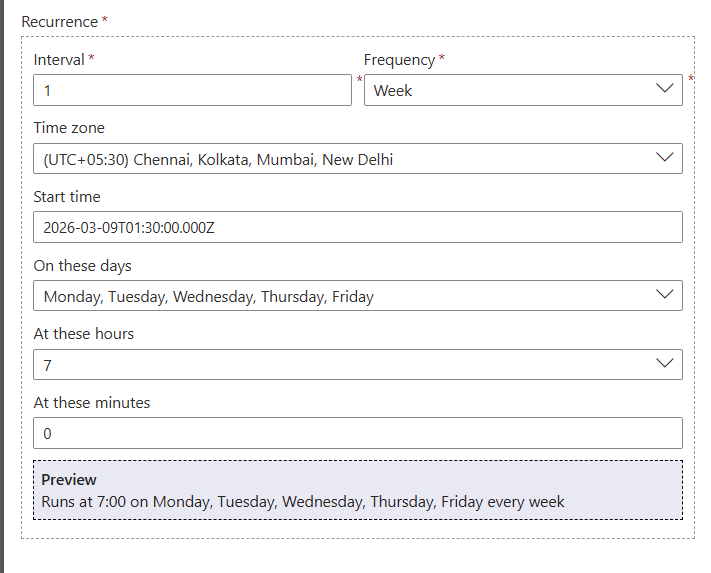 Recurrence *
Interval *
Frequency *
1 *
Week *
Time zone
(UTC+05:30) Chennai, Kolkata, Mumbai, New Delhi
Start time
2026-03-09T01:30:00.000Z
On these days
Monday, Tuesday, Wednesday, Thursday, Friday
At these hours
7
At these minutes
0
Preview
Runs at 7:00 on Monday, Tuesday, Wednesday, Thursday, Friday every week